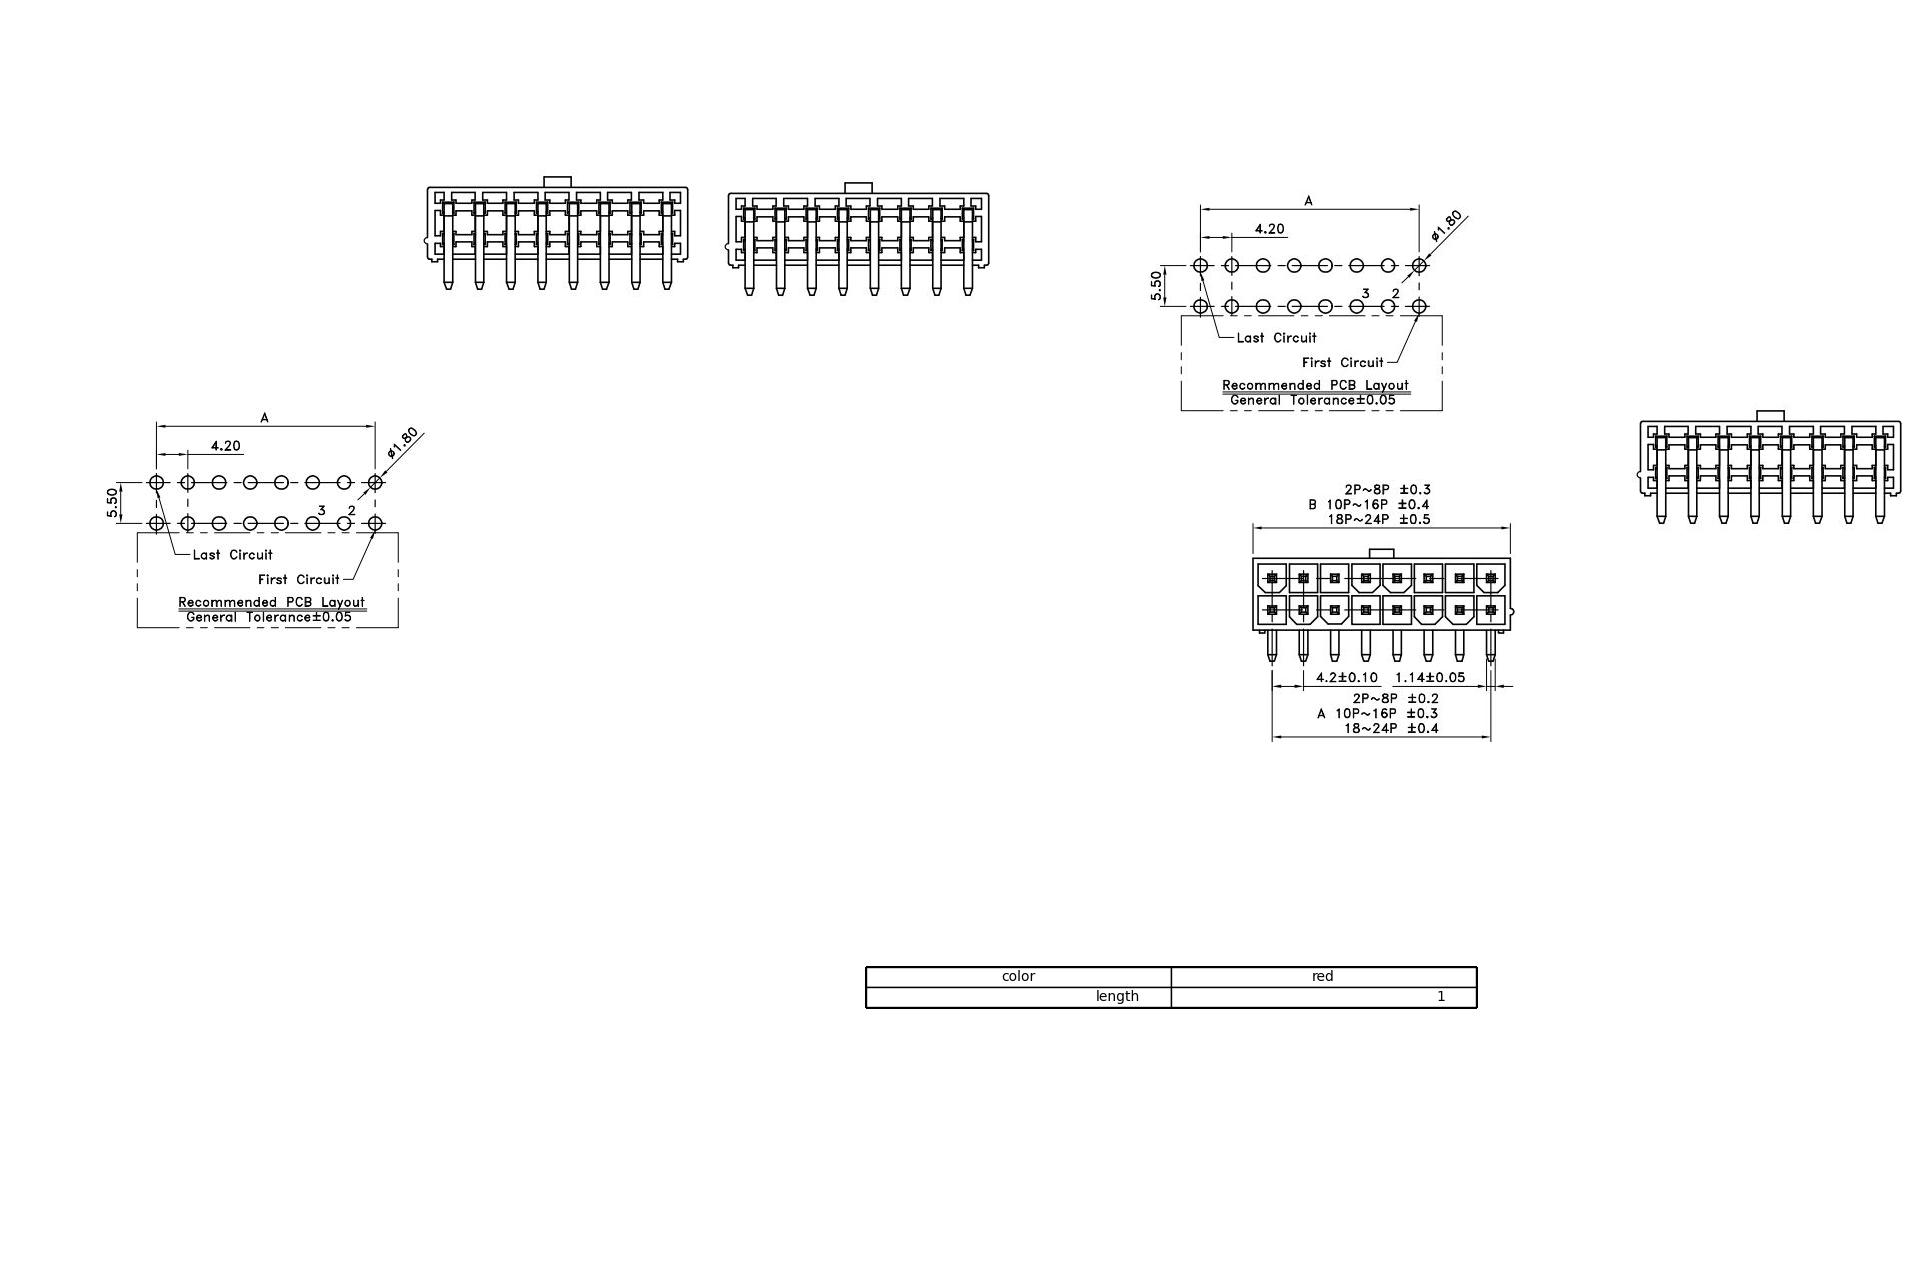 A
4.20
ø1.80
5.50
3 2
Last Circuit
First Circuit
Recommended PCB Layout
General Tolerance±0.05
A
4.20
ø1.80
5.50
3 2
Last Circuit
First Circuit
Recommended PCB Layout
General Tolerance±0.05
2P~8P ±0.3
B 10P~16P ±0.4
18P~24P ±0.5
4.2±0.10 1.14±0.05
2P~8P ±0.2
A 10P~16P ±0.3
18~24P ±0.4
color red
length 1